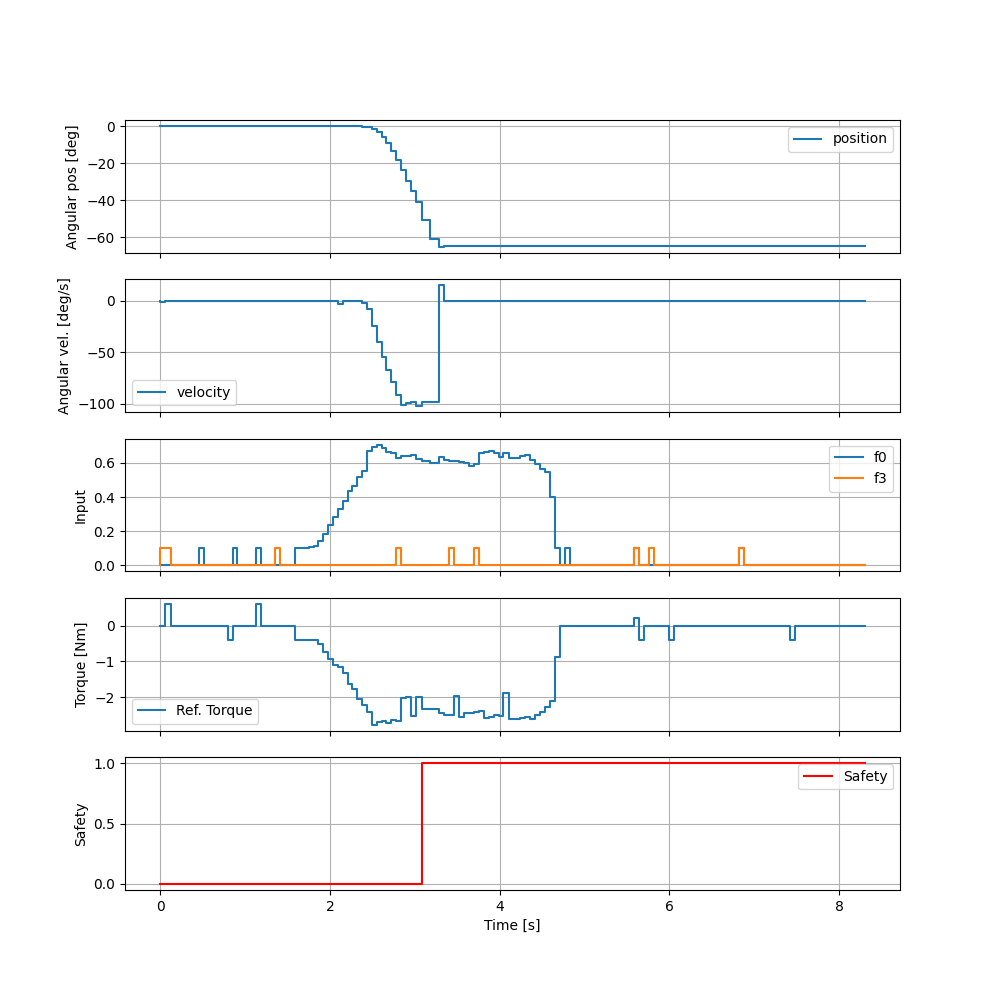 Angular pos [deg]
0
−20
−40
−60
position
Angular vel. [deg/s]
0
−50
−100
velocity
Input
0.6
0.4
0.2
0.0
f0
f3
Torque [Nm]
0
−1
−2
Ref. Torque
Safety
1.0
0.5
0.0
Safety
0 2 4 6 8
Time [s]